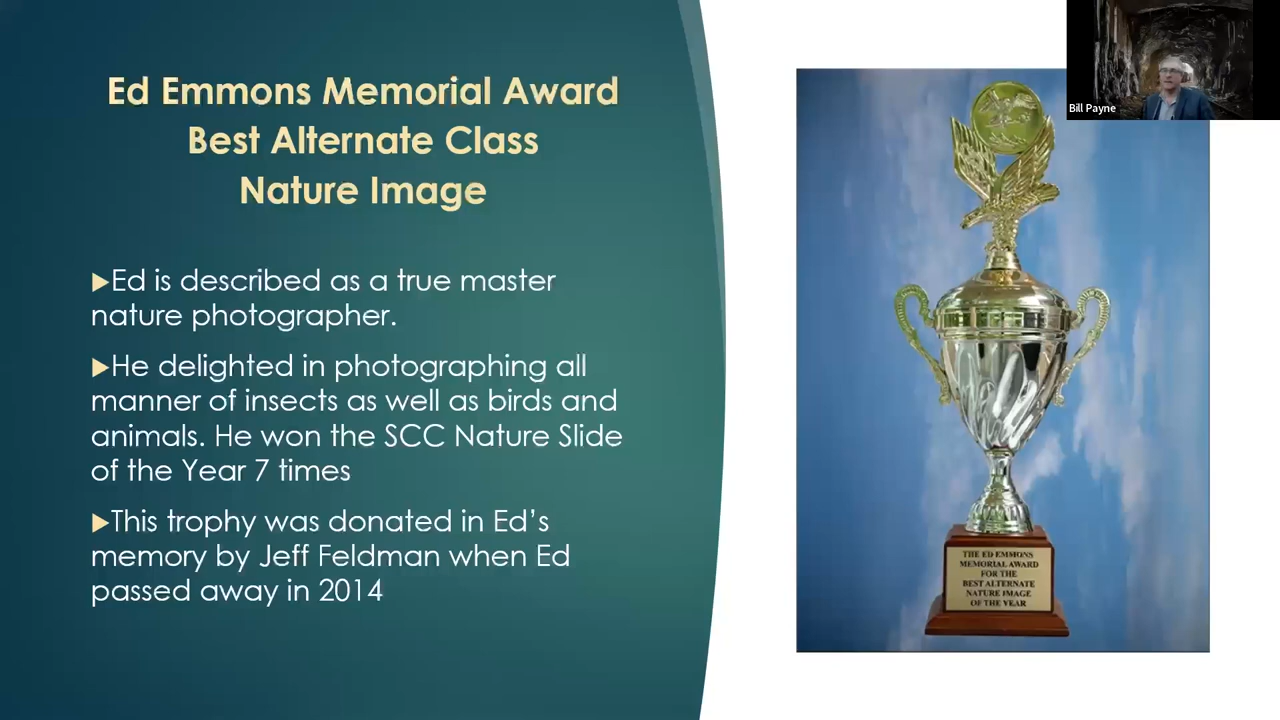 Ed Emmons Memorial Award
Best Alternate Class
Nature Image
▶Ed is described as a true master
nature photographer.
▶He delighted in photographing all
manner of insects as well as birds and
animals. He won the SCC Nature Slide
of the Year 7 times
▶This trophy was donated in Ed’s
memory by Jeff Feldman when Ed
passed away in 2014
Bill Payne
THE ED EMMONS
MEMORIAL AWARD
FOR THE
BEST ALTERNATE
NATURE IMAGE
OF THE YEAR